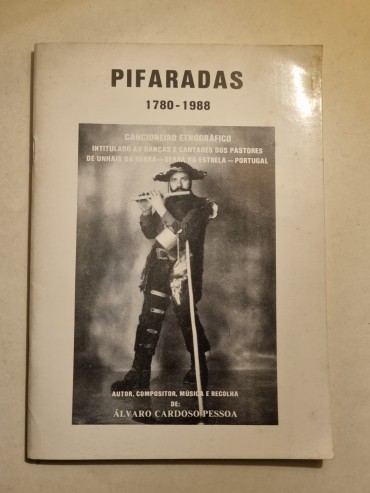 PIFARADAS
1780-1988
CANCIONEIRO ETNOGRÁFICO
INTITULADO AS DANÇAS E CANTARES DOS PASTORES
DE UNHAIS DA SERRA — SERRA DA ESTRELA — PORTUGAL
AUTOR, COMPOSITOR, MÚSICA E RECOLHA
DE:
ÁLVARO CARDOSO PESSOA